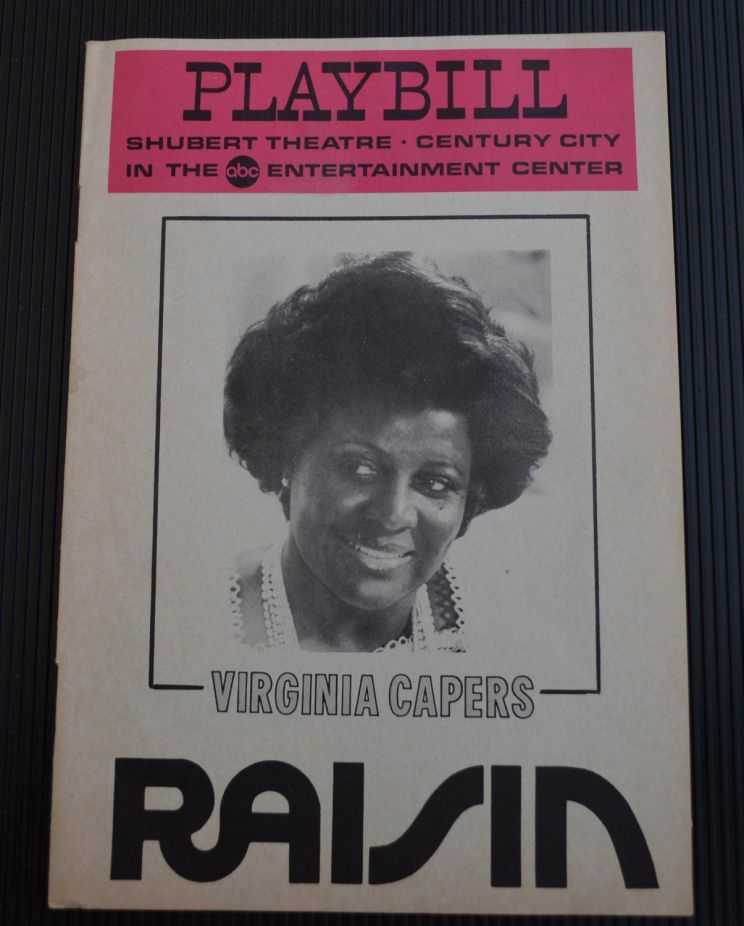 PLAYBILL
SHUBERT THEATRE · CENTURY CITY
IN THE abc ENTERTAINMENT CENTER
VIRGINIA CAPERS
RAISIN